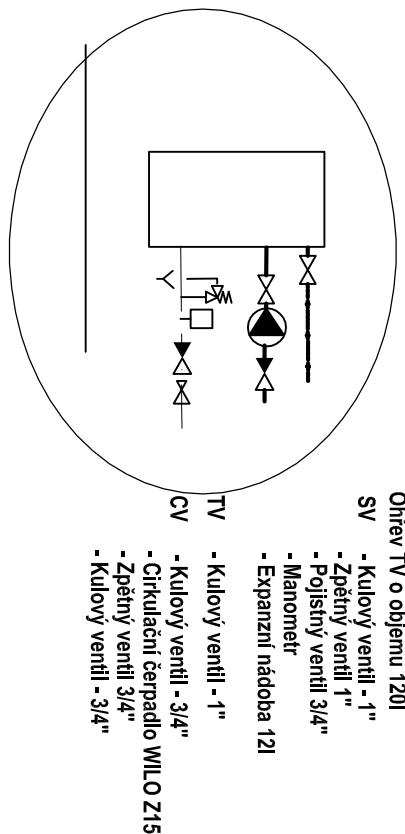 Ohřev TV o objemu 120l
SV - Kulový ventil - 1"
- Zpětný ventil 1"
- Pojistný ventil 3/4"
- Manometr
- Expanzní nádoba 12l
TV - Kulový ventil - 1"
CV - Kulový ventil - 3/4"
- Cirkulační čerpadlo WILO Z15
- Zpětný ventil 3/4"
- Kulový ventil - 3/4"